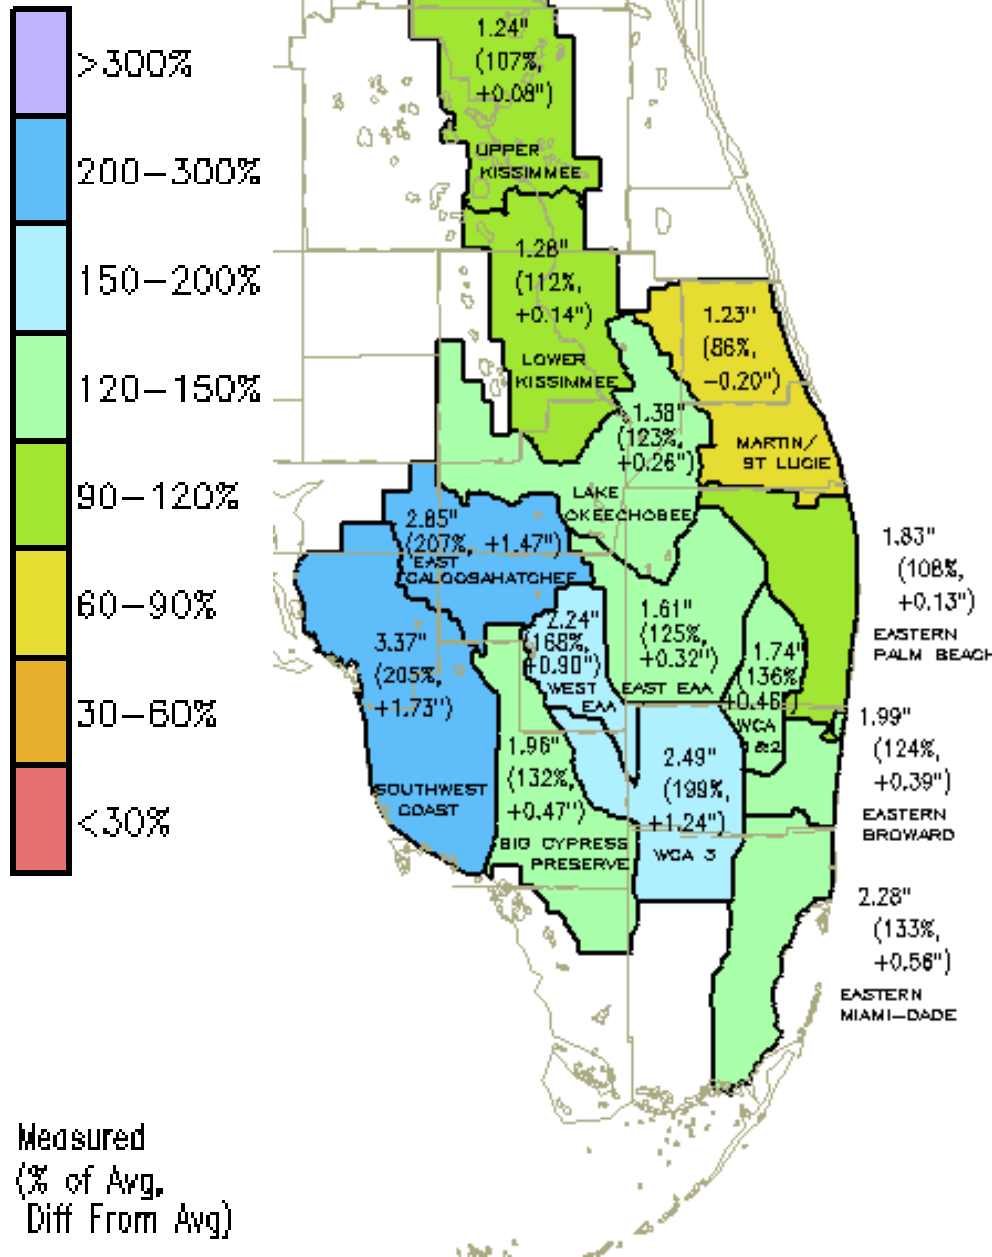 >300%
200-300%
150-200%
120-150%
90-120%
60-90%
30-60%
<30%
1.24"
(107%,
+0.08")
UPPER
KISSIMMEE
1.28"
(112%,
+0.14")
LOWER
KISSIMMEE
1.23"
(86%,
-0.20")
MARTIN/
ST LUCIE
1.38"
(123%,
+0.26")
LAKE
OKEECHOBEE
2.85"
(207%, +1.47")
EAST
CALOOSAHATCHEE
3.37"
(205%,
+1.73")
SOUTHWEST
COAST
2.24"
(168%,
+0.90")
WEST
EAA
1.61"
(125%,
+0.32")
EAST EAA
1.74"
(136%
+0.46)
WCA
1&2
1.83"
(108%,
+0.13")
EASTERN
PALM BEACH
1.96"
(132%,
+0.47")
BIG CYPRESS
PRESERVE
2.49"
(199%,
+1.24")
WCA 3
1.99"
(124%,
+0.39")
EASTERN
BROWARD
2.28"
(133%,
+0.56")
EASTERN
MIAMI-DADE
Measured
(% of Avg,
Diff From Avg)